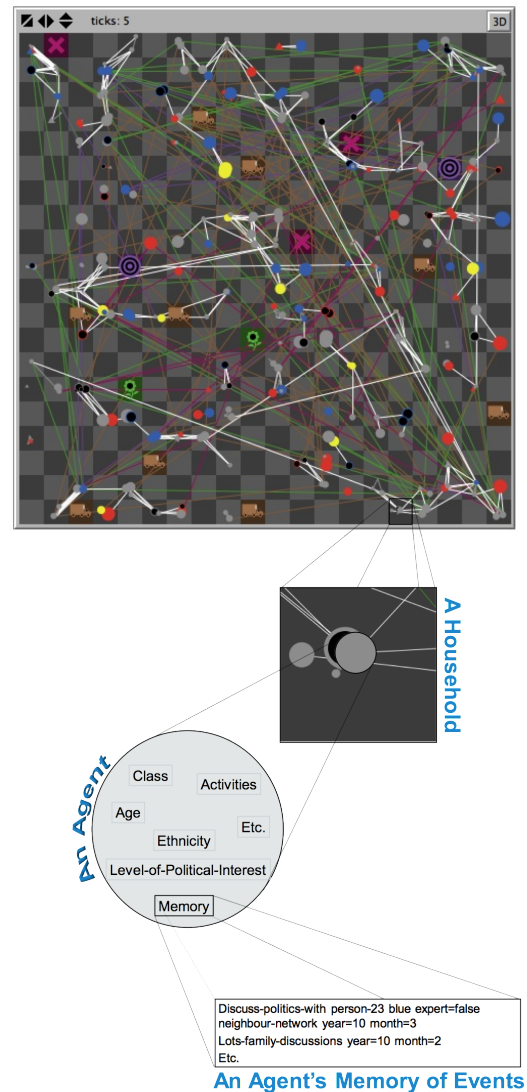 ticks: 5
3D
A Household
An Agent
Class
Activities
Age
Etc.
Ethnicity
Level-of-Political-Interest
Memory
Discuss-politics-with person-23 blue expert=false
neighbour-network year=10 month=3
Lots-family-discussions year=10 month=2
Etc.
An Agent's Memory of Events